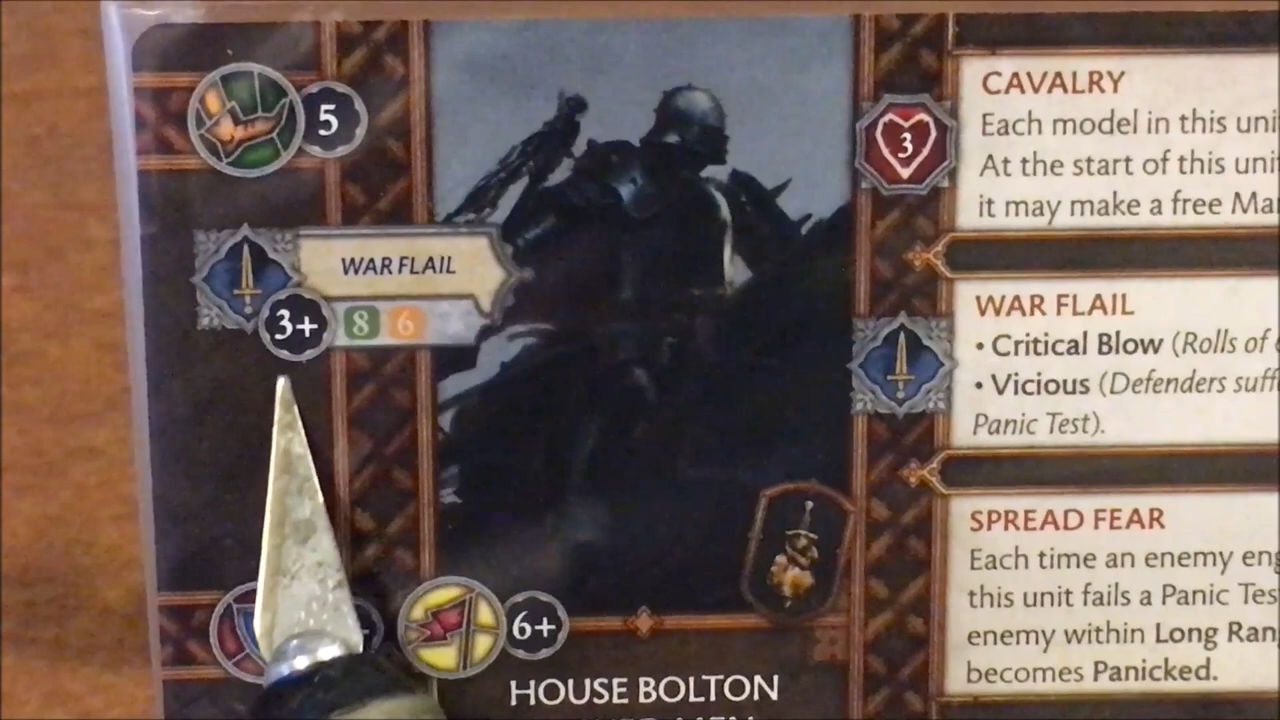 5
WAR FLAIL
3+ 8 6
6+
HOUSE BOLTON
3
CAVALRY
Each model in this uni
At the start of this unit
it may make a free Ma
WAR FLAIL
• Critical Blow (Rolls of
• Vicious (Defenders suff
Panic Test).
SPREAD FEAR
Each time an enemy eng
this unit fails a Panic Tes
enemy within Long Ran
becomes Panicked.